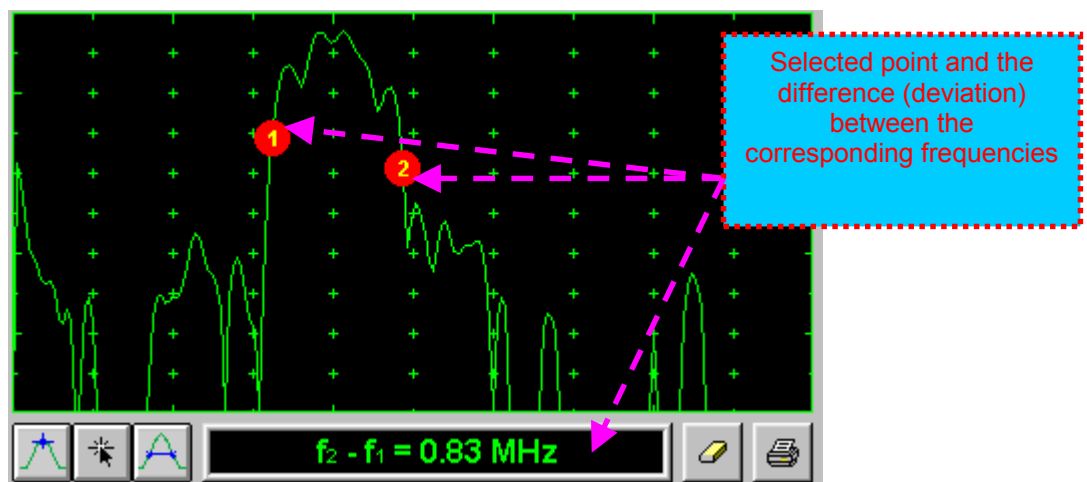 Selected point and the
difference (deviation)
between the
corresponding frequencies
1
2
f₂ - f₁ = 0.83 MHz